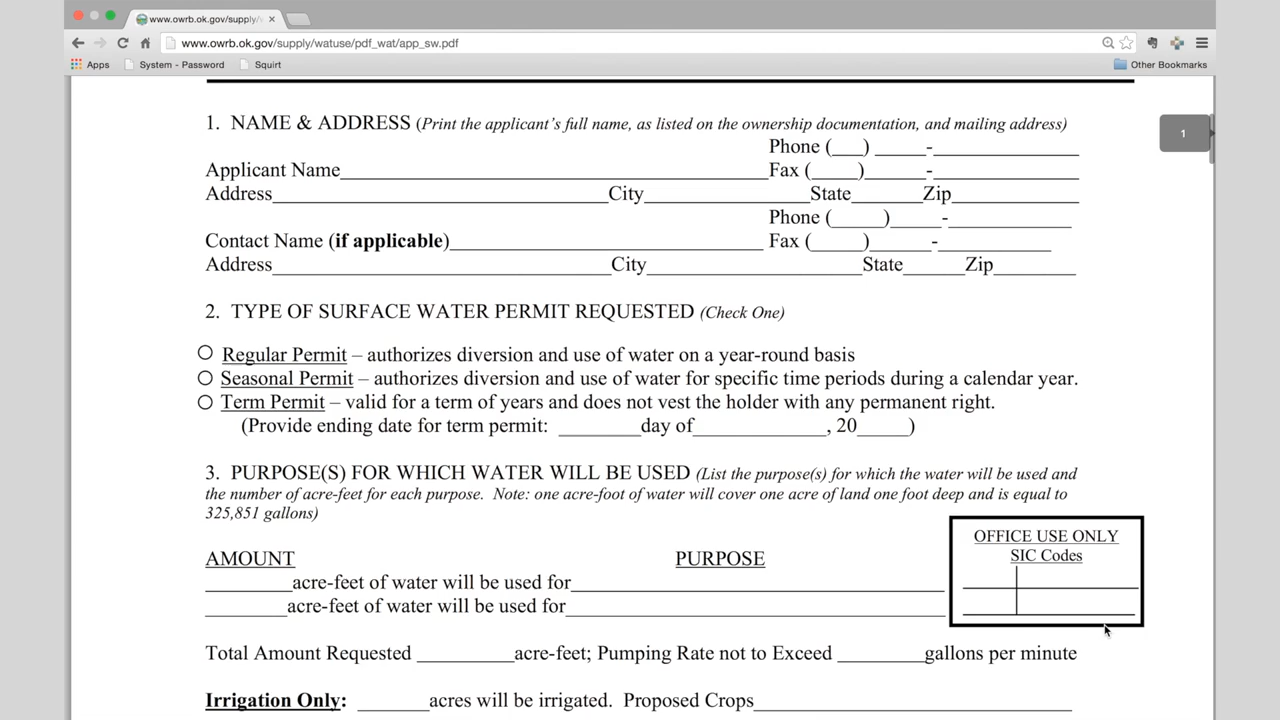 www.owrb.ok.gov/supply/w
www.owrb.ok.gov/supply/watuse/pdf_wat/app_sw.pdf
Apps System - Password Squirt Other Bookmarks
1
1. NAME & ADDRESS (Print the applicant's full name, as listed on the ownership documentation, and mailing address)
Phone (___) _____-______________
Applicant Name__________________________________________Fax (_____)______-______________
Address_________________________________City________________State_______Zip____________
Phone (_____)_____-____________
Contact Name (if applicable)______________________________ Fax (_____)______-___________
Address_________________________________City_____________________State______Zip________
2. TYPE OF SURFACE WATER PERMIT REQUESTED (Check One)
Regular Permit – authorizes diversion and use of water on a year-round basis
Seasonal Permit – authorizes diversion and use of water for specific time periods during a calendar year.
Term Permit – valid for a term of years and does not vest the holder with any permanent right.
(Provide ending date for term permit: ________day of_____________, 20_____)
3. PURPOSE(S) FOR WHICH WATER WILL BE USED (List the purpose(s) for which the water will be used and
the number of acre-feet for each purpose. Note: one acre-foot of water will cover one acre of land one foot deep and is equal to
325,851 gallons)
OFFICE USE ONLY
SIC Codes
AMOUNT PURPOSE
________acre-feet of water will be used for____________________________________
________acre-feet of water will be used for_____________________________________
Total Amount Requested _________acre-feet; Pumping Rate not to Exceed ________gallons per minute
Irrigation Only: _______acres will be irrigated. Proposed Crops_______________________________